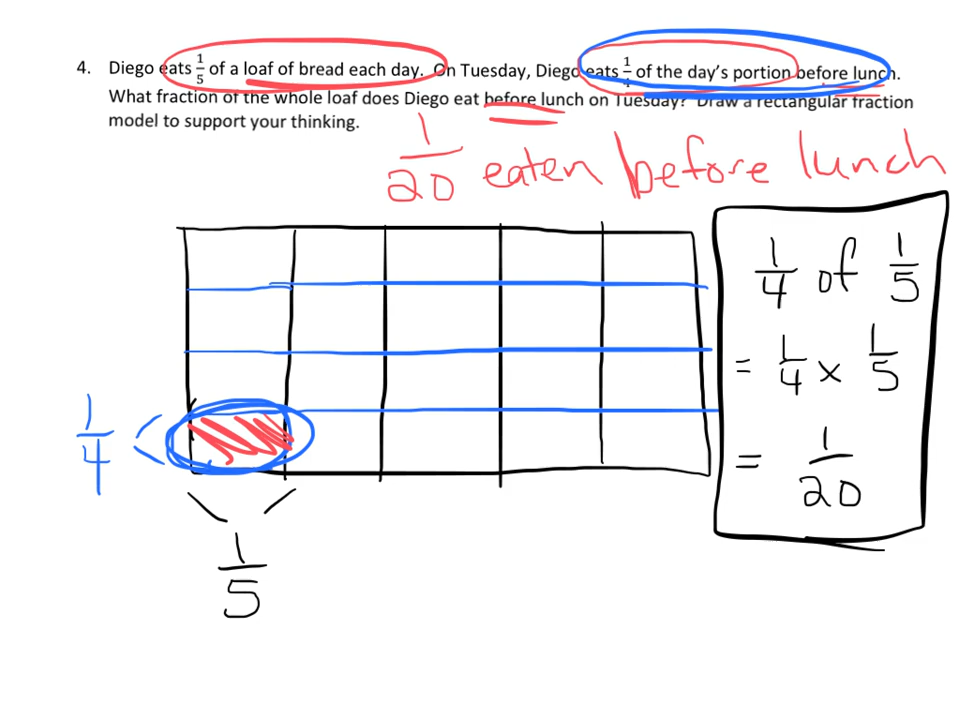 4. Diego eats 1/5 of a loaf of bread each day. On Tuesday, Diego eats 1/4 of the day's portion before lunch.
What fraction of the whole loaf does Diego eat before lunch on Tuesday? Draw a rectangular fraction
model to support your thinking.
1/20 eaten before lunch
1/4 of 1/5
= 1/4 x 1/5
= 1/20
1/4
1/5